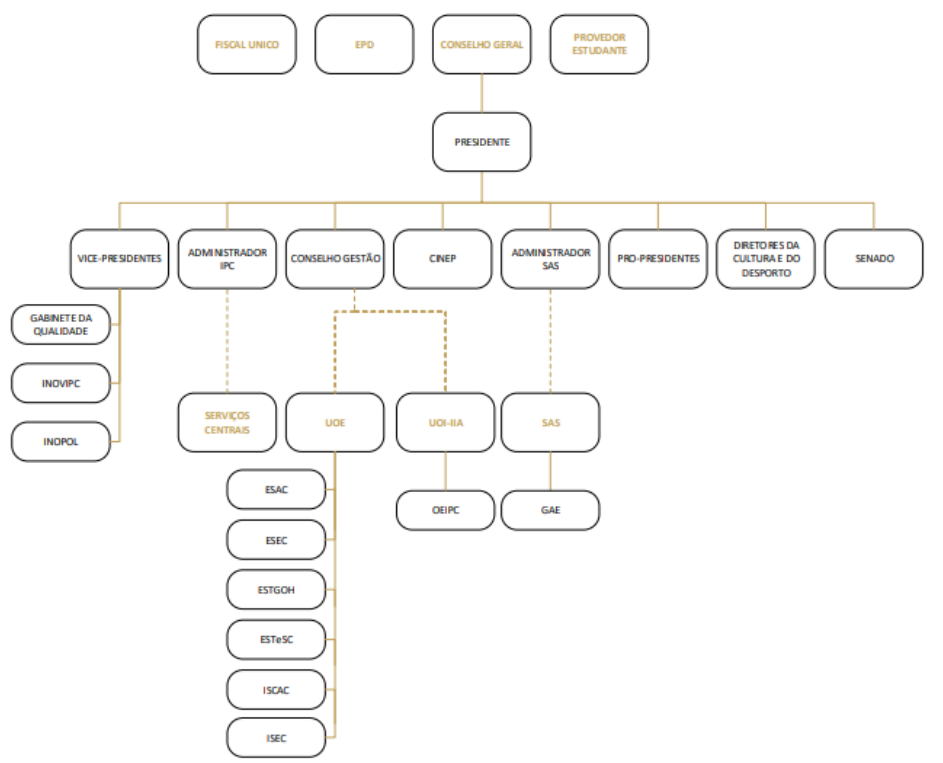 FISCAL UNICO
EPD
CONSELHO GERAL
PROVEDOR
ESTUDANTE
PRESIDENTE
VICE-PRESIDENTES
ADMINISTRADOR
IPC
CONSELHO GESTÃO
CINEP
ADMINISTRADOR
SAS
PRO-PRESIDENTES
DIRETORES DA
CULTURA E DO
DESPORTO
SENADO
GABINETE DA
QUALIDADE
INOVIPC
INOPOL
SERVIÇOS
CENTRAIS
UOE
UOI-IIA
SAS
ESAC
ESEC
ESTGOH
ESTeSC
ISCAC
ISEC
OEIPC
GAE